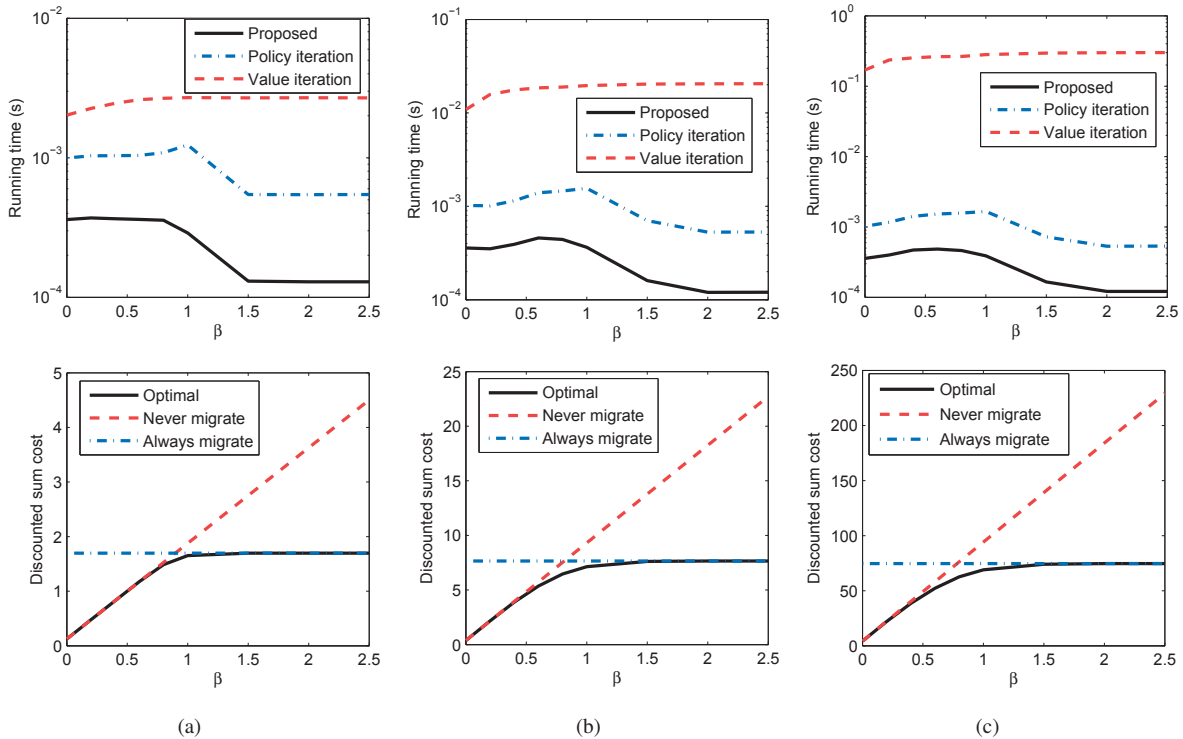 10^-2
10^-3
10^-4
Running time (s)
Proposed
Policy iteration
Value iteration
0 0.5 1 1.5 2 2.5
β
10^-1
10^-2
10^-3
10^-4
Running time (s)
Proposed
Policy iteration
Value iteration
0 0.5 1 1.5 2 2.5
β
10^0
10^-1
10^-2
10^-3
10^-4
Running time (s)
Proposed
Policy iteration
Value iteration
0 0.5 1 1.5 2 2.5
β
5
4
3
2
1
0
Discounted sum cost
Optimal
Never migrate
Always migrate
0 0.5 1 1.5 2 2.5
β
(a)
25
20
15
10
5
0
Discounted sum cost
Optimal
Never migrate
Always migrate
0 0.5 1 1.5 2 2.5
β
(b)
250
200
150
100
50
0
Discounted sum cost
Optimal
Never migrate
Always migrate
0 0.5 1 1.5 2 2.5
β
(c)